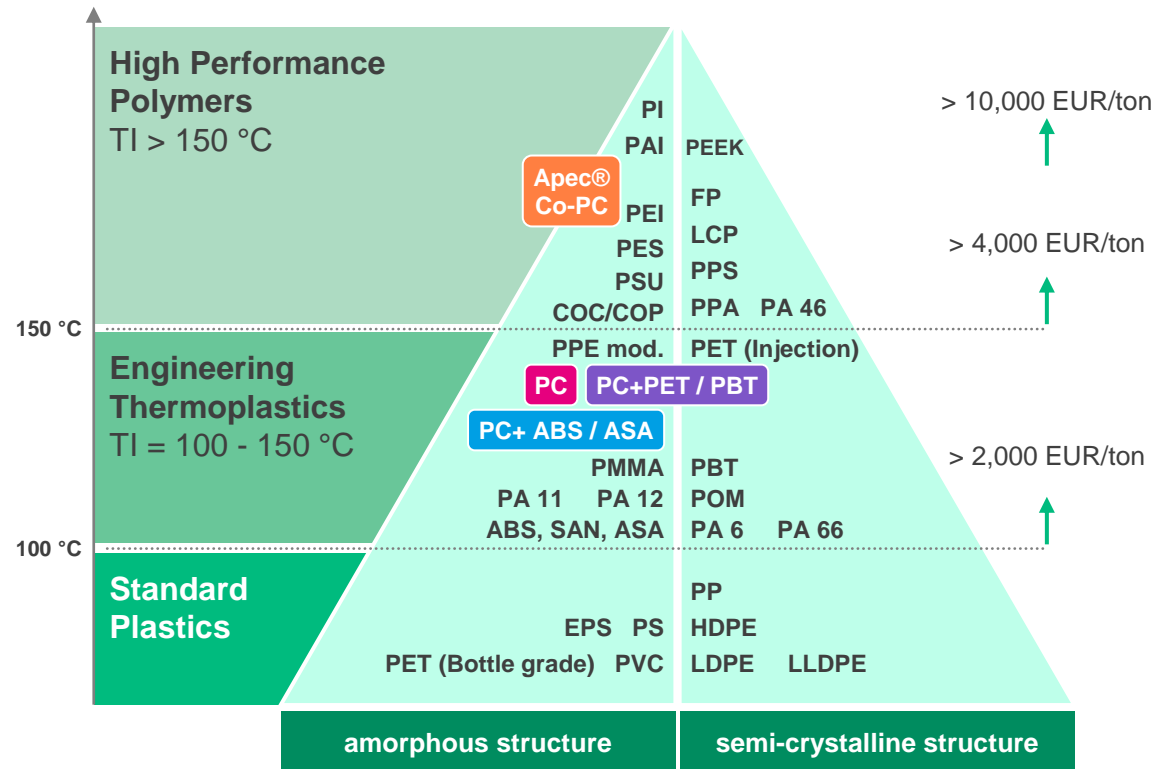 High Performance
Polymers
TI > 150 °C
PI
PAI
PEEK
> 10,000 EUR/ton
Apec®
Co-PC
PEI
FP
PES
LCP
> 4,000 EUR/ton
PSU
PPS
COC/COP
PPA PA 46
150 °C
PPE mod.
PET (Injection)
Engineering
Thermoplastics
TI = 100 - 150 °C
PC
PC+PET / PBT
PC+ ABS / ASA
PMMA
PBT
> 2,000 EUR/ton
PA 11 PA 12
POM
ABS, SAN, ASA
PA 6 PA 66
100 °C
Standard
Plastics
PP
EPS PS
HDPE
PET (Bottle grade) PVC
LDPE LLDPE
amorphous structure
semi-crystalline structure